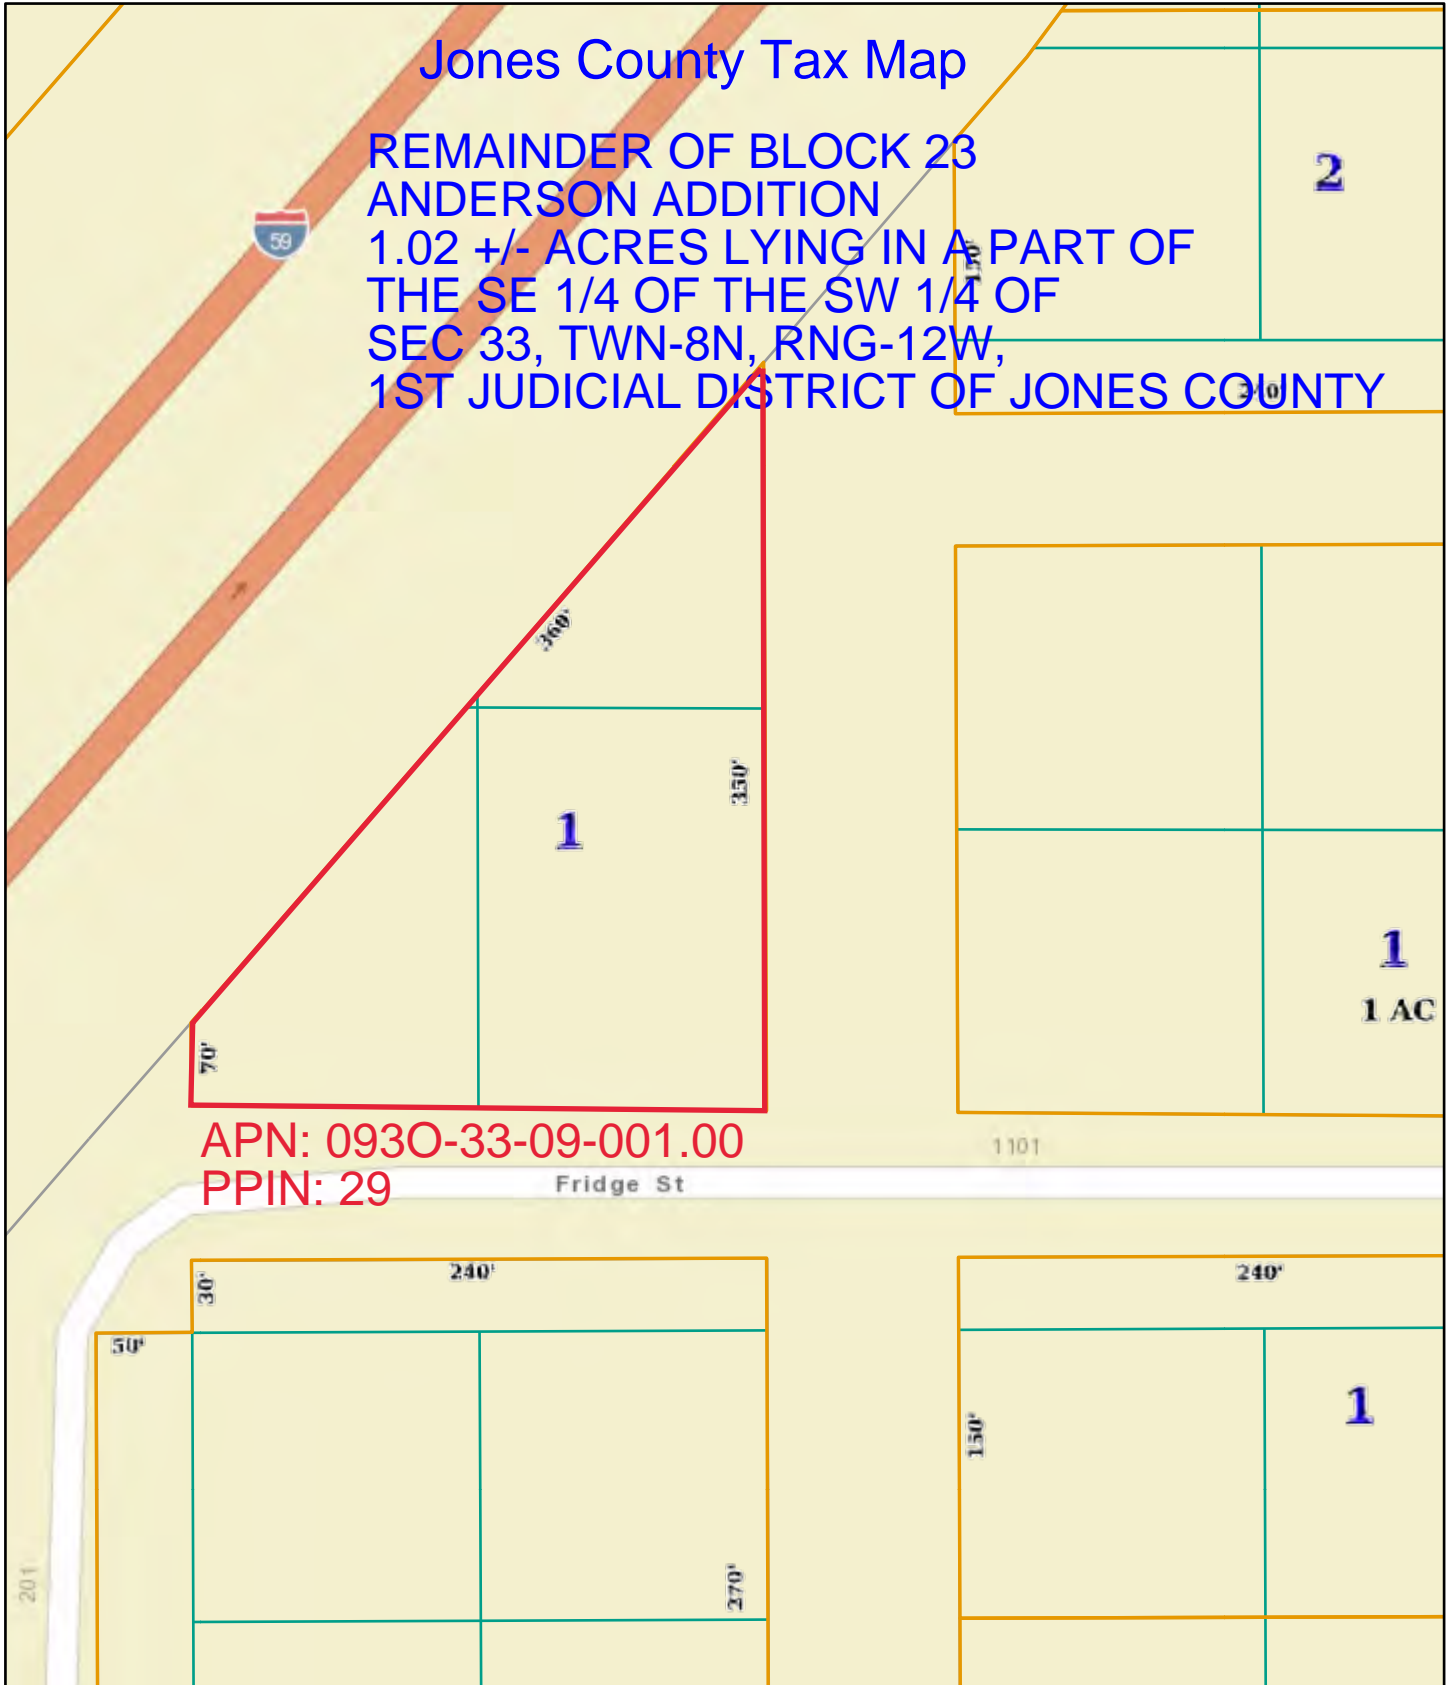 Jones County Tax Map
REMAINDER OF BLOCK 23
ANDERSON ADDITION
1.02 +/- ACRES LYING IN A PART OF
THE SE 1/4 OF THE SW 1/4 OF
SEC 33, TWN-8N, RNG-12W,
1ST JUDICIAL DISTRICT OF JONES COUNTY
2
59
150'
240'
360'
350'
1
1
1 AC
70'
APN: 093O-33-09-001.00
PPIN: 29
1101
Fridge St
30'
240'
240'
50'
1
150'
270'
201